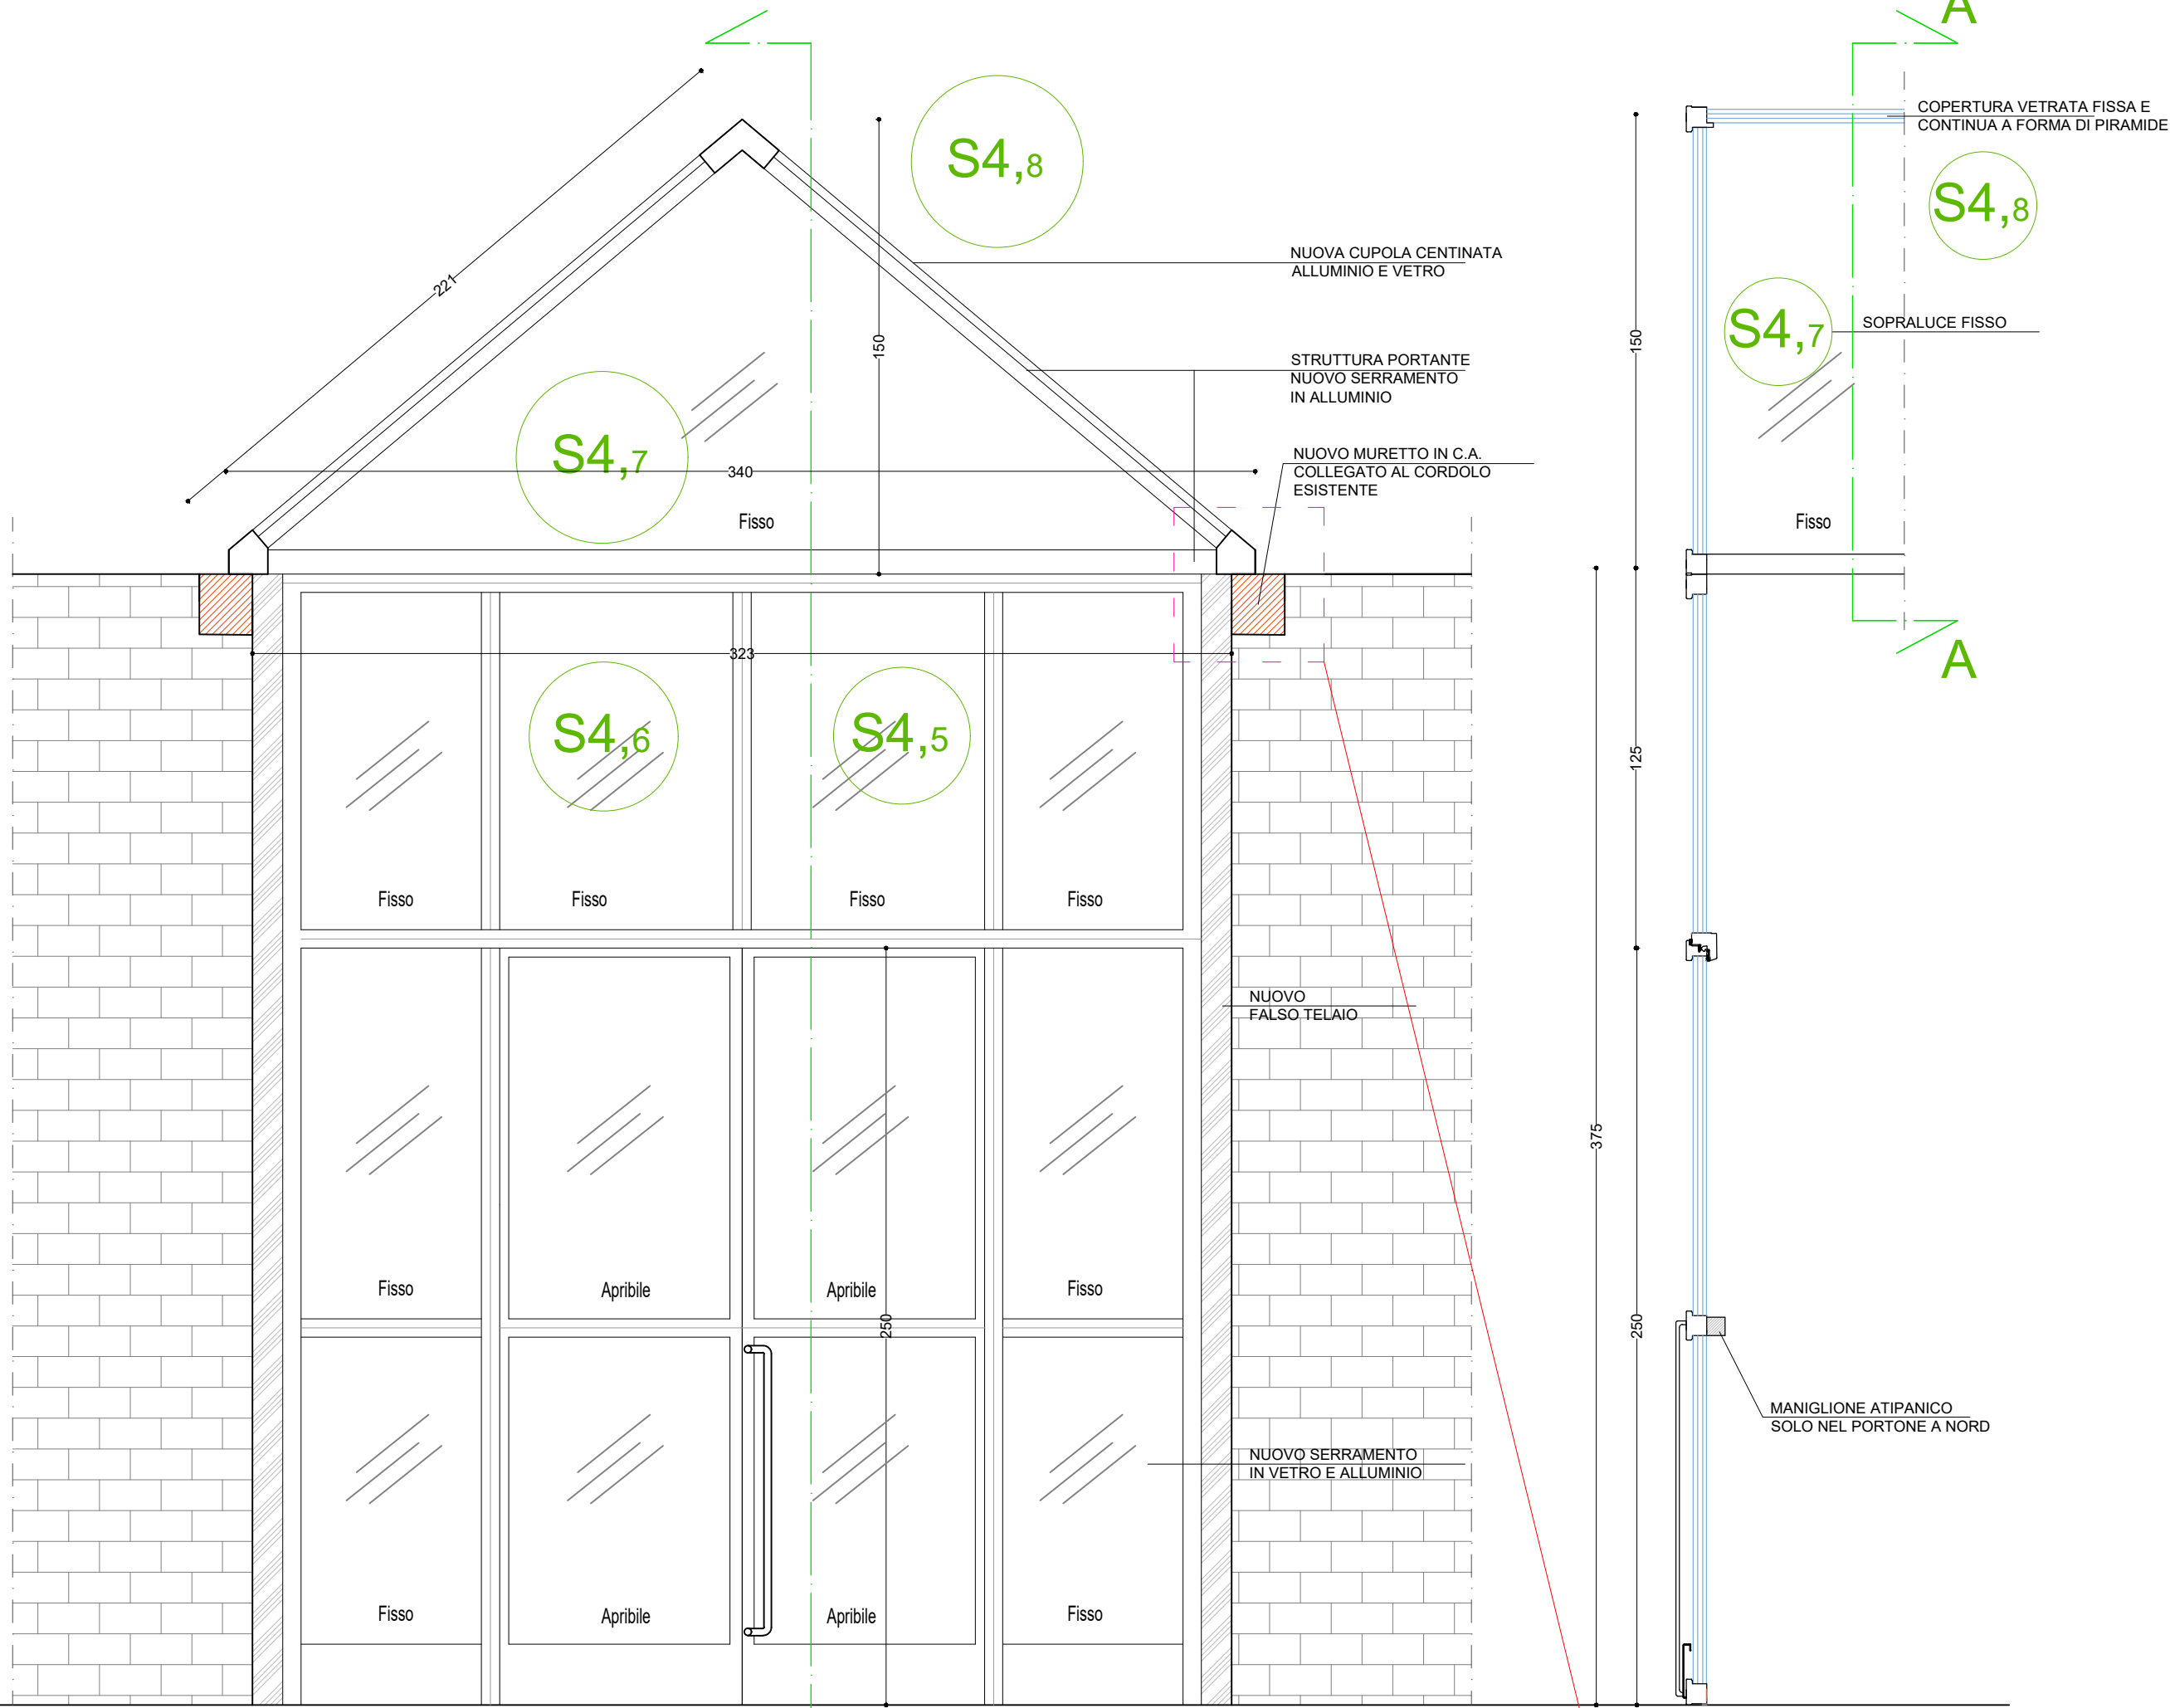 A
COPERTURA VETRATA FISSA E
CONTINUA A FORMA DI PIRAMIDE
S4,8
S4,8
NUOVA CUPOLA CENTINATA
ALLUMINIO E VETRO
221
150
150
S4,7
SOPRALUCE FISSO
STRUTTURA PORTANTE
NUOVO SERRAMENTO
IN ALLUMINIO
S4,7
340
NUOVO MURETTO IN C.A.
COLLEGATO AL CORDOLO
ESISTENTE
Fisso
Fisso
323
A
S4,6
S4,5
125
Fisso
Fisso
Fisso
Fisso
NUOVO
FALSO TELAIO
375
Fisso
Apribile
Apribile
Fisso
250
250
MANIGLIONE ATIPANICO
SOLO NEL PORTONE A NORD
NUOVO SERRAMENTO
IN VETRO E ALLUMINIO
Fisso
Apribile
Apribile
Fisso